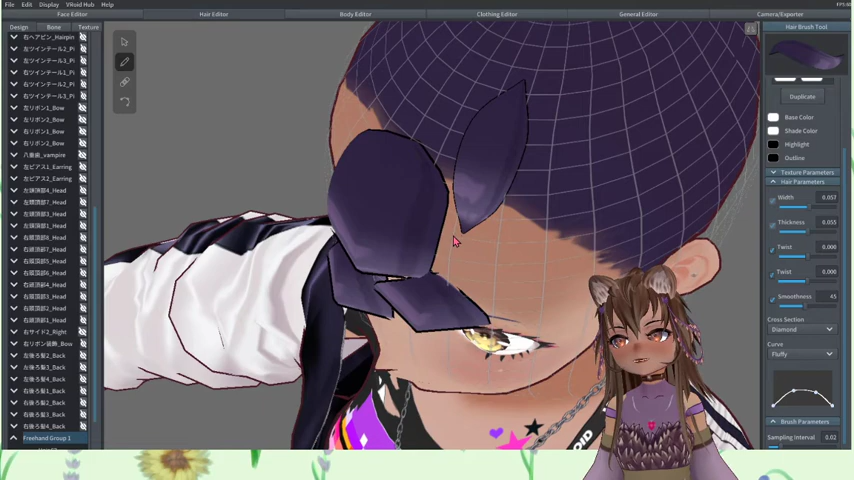 File Edit Display VRoid Hub Help
FPS:60
Face Editor Hair Editor Body Editor Clothing Editor General Editor Camera/Exporter
Design Bone Texture
Hair Brush Tool
右ヘアピン_Hairpin
左ツインテール2_Pi
左ツインテール3_Pi
右ツインテール1_Pi
右ツインテール2_Pi
右ツインテール3_Pi
左リボン1_Bow
左リボン2_Bow
右リボン1_Bow
右リボン2_Bow
八重歯_vampire
左ピアス1_Earring
左ピアス2_Earring
左頭頂部4_Head
左頭頂部7_Head
左頭頂部3_Head
左頭頂部1_Head
右頭頂部8_Head
右頭頂部7_Head
右頭頂部5_Head
右頭頂部6_Head
右頭頂部4_Head
右頭頂部3_Head
右頭頂部2_Head
右頭頂部1_Head
右サイド2_Right
右リボン装飾_Bow
左後ろ髪2_Back
左後ろ髪3_Back
左後ろ髪4_Back
右後ろ髪1_Back
右後ろ髪2_Back
右後ろ髪3_Back
右後ろ髪4_Back
Freehand Group 1
Duplicate
Base Color
Shade Color
Highlight
Outline
Texture Parameters
Hair Parameters
Width 0.057
Thickness 0.055
Twist 0.000
Twist 0.000
Smoothness 45
Cross Section
Diamond
Curve
Fluffy
Brush Parameters
Sampling Interval 0.02
OID